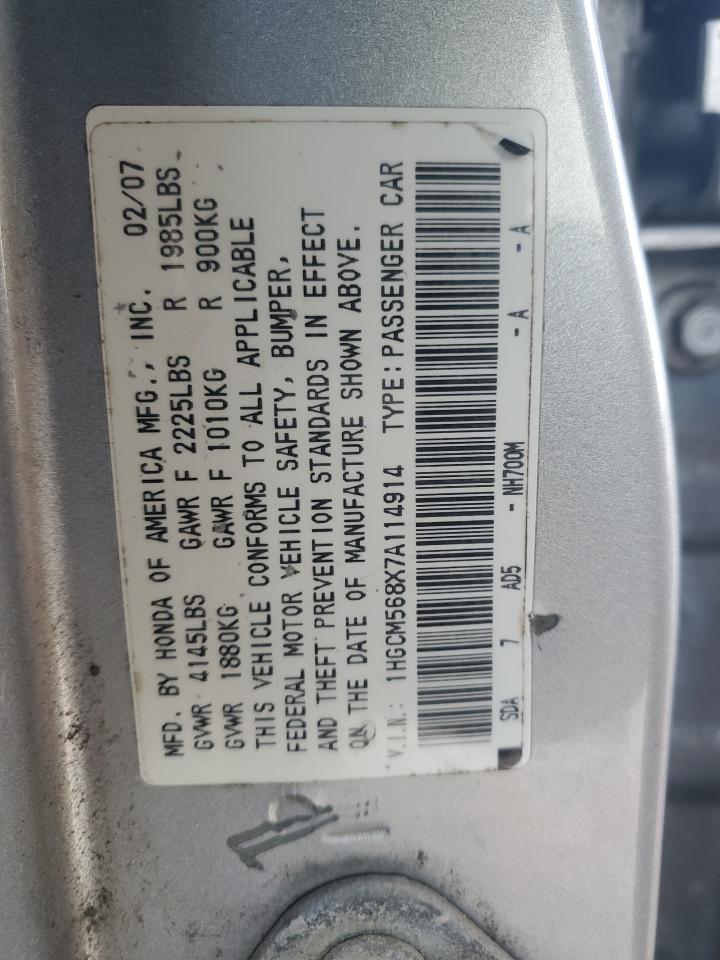 MFD. BY HONDA OF AMERICA MFG., INC. 02/07
GVWR 4145LBS GAWR F 2225LBS R 1985LBS
GVWR 1880KG GAWR F 1010KG R 900KG
THIS VEHICLE CONFORMS TO ALL APPLICABLE
FEDERAL MOTOR VEHICLE SAFETY, BUMPER,
AND THEFT PREVENTION STANDARDS IN EFFECT
ON THE DATE OF MANUFACTURE SHOWN ABOVE.
V.I.N.: 1HGCM568X7A114914 TYPE:PASSENGER CAR
SDA 7 AD5 - NH700M - A - A